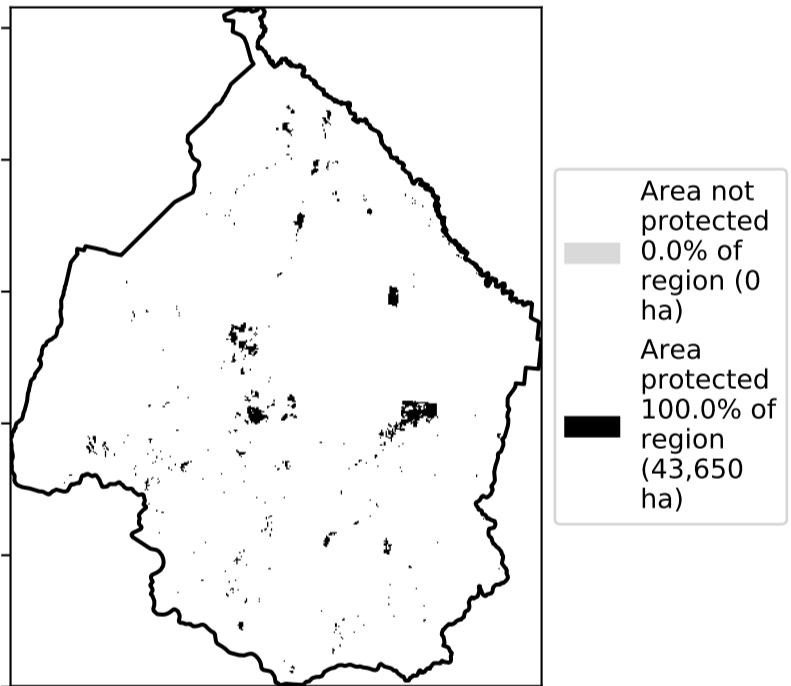 Area not
protected
0.0% of
region (0
ha)
Area
protected
100.0% of
region
(43,650
ha)